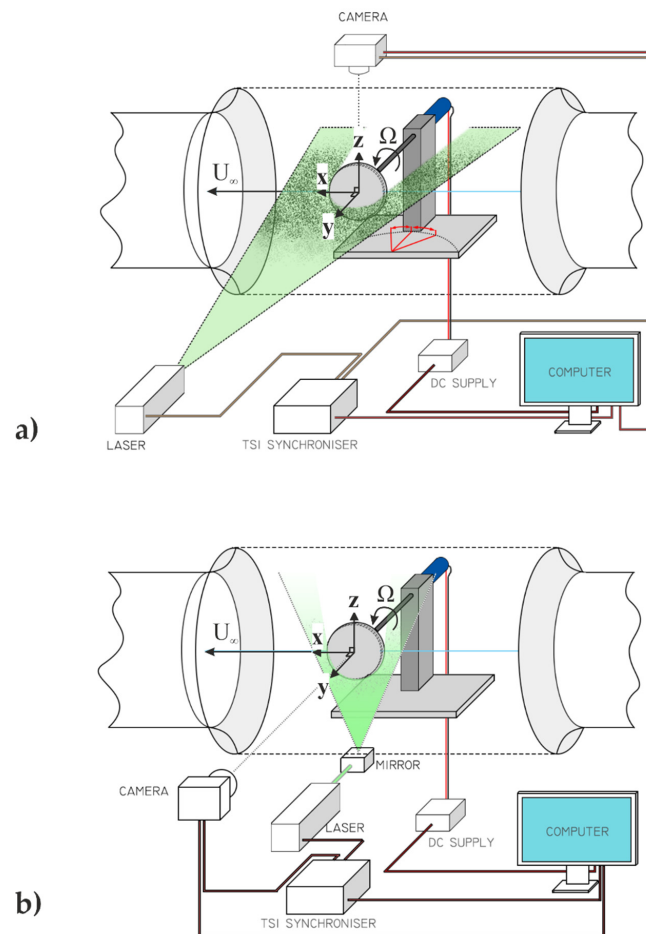 CAMERA
Ω
z
U∞
x
y
DC SUPPLY
COMPUTER
a)
LASER
TSI SYNCHRONISER
Ω
z
U∞
x
y
MIRROR
CAMERA
LASER
DC SUPPLY
COMPUTER
b)
TSI SYNCHRONISER